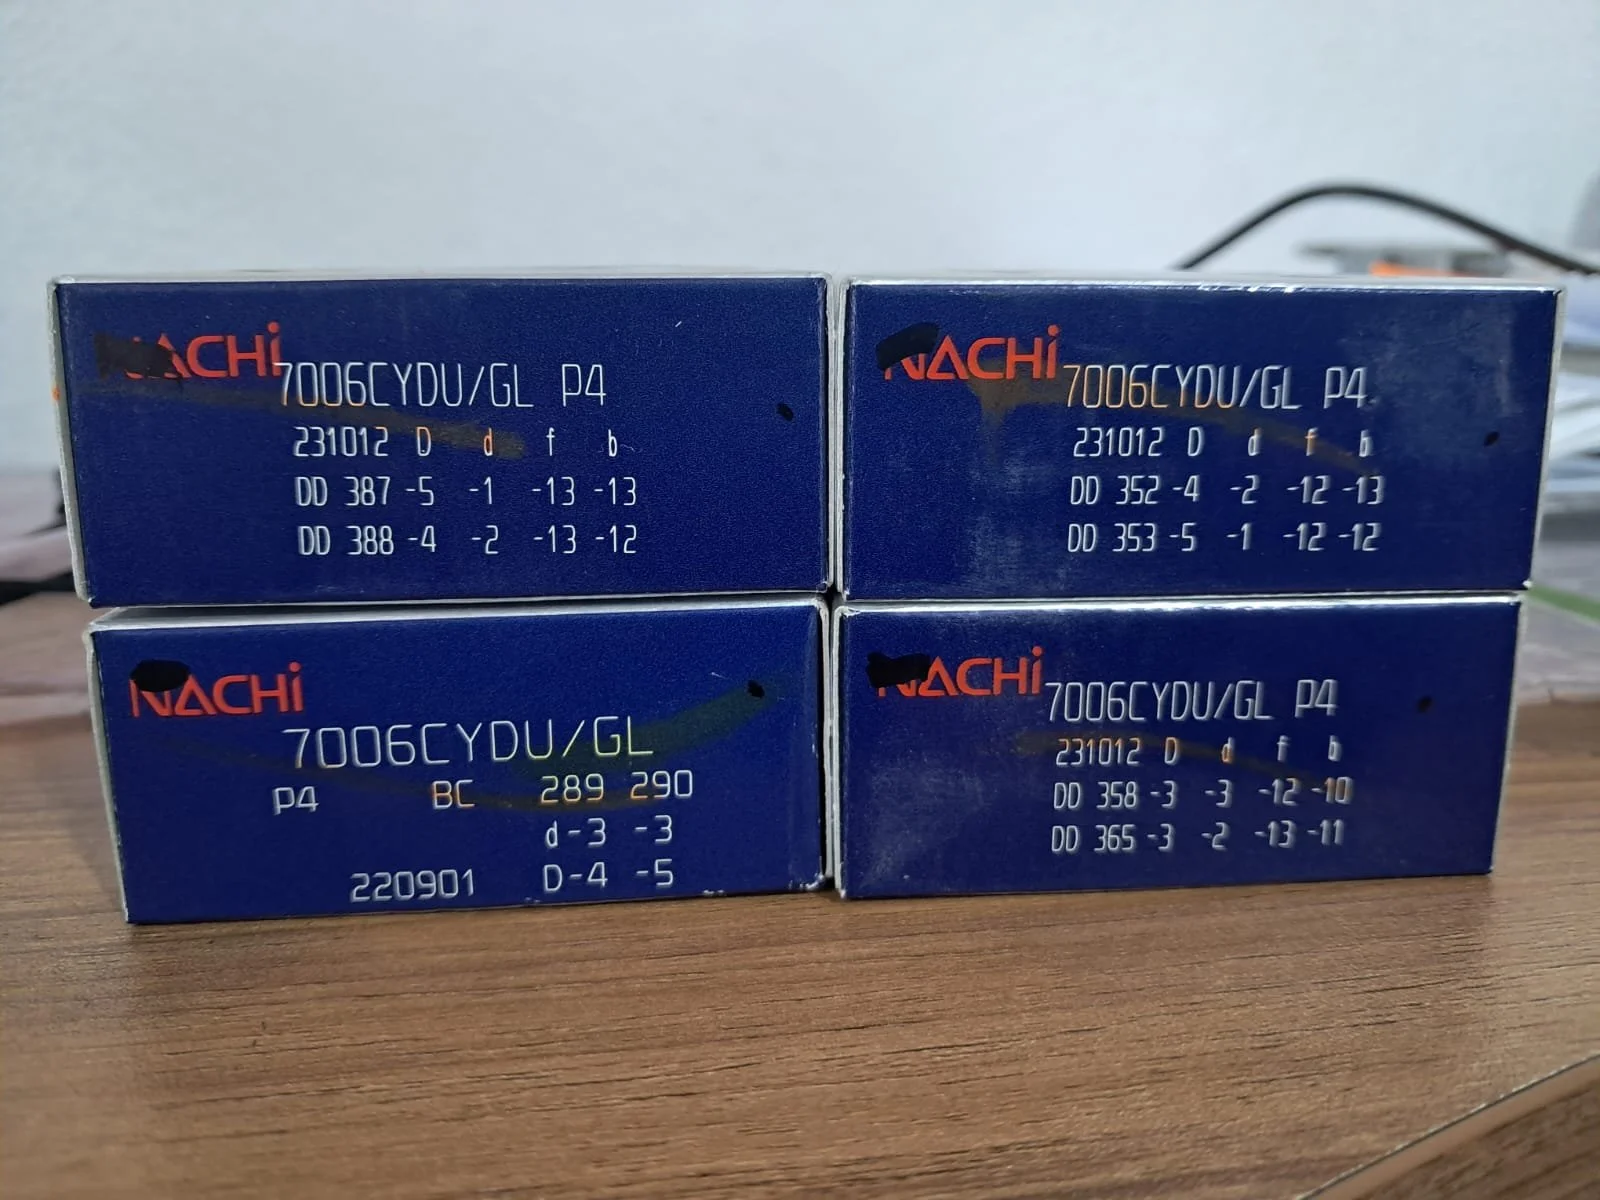 NACHi
7006CYDU/GL P4
231012 D d f b
DD 387 -5 -1 -13 -13
DD 388 -4 -2 -13 -12
NACHi
7006CYDU/GL P4
231012 D d f b
DD 352 -4 -2 -12 -13
DD 353 -5 -1 -12 -12
NACHi
7006CYDU/GL
P4 BC 289 290
d-3 -3
220901 D-4 -5
NACHi
7006CYDU/GL P4
231012 D d f b
DD 358 -3 -3 -12 -10
DD 365 -3 -2 -13 -11